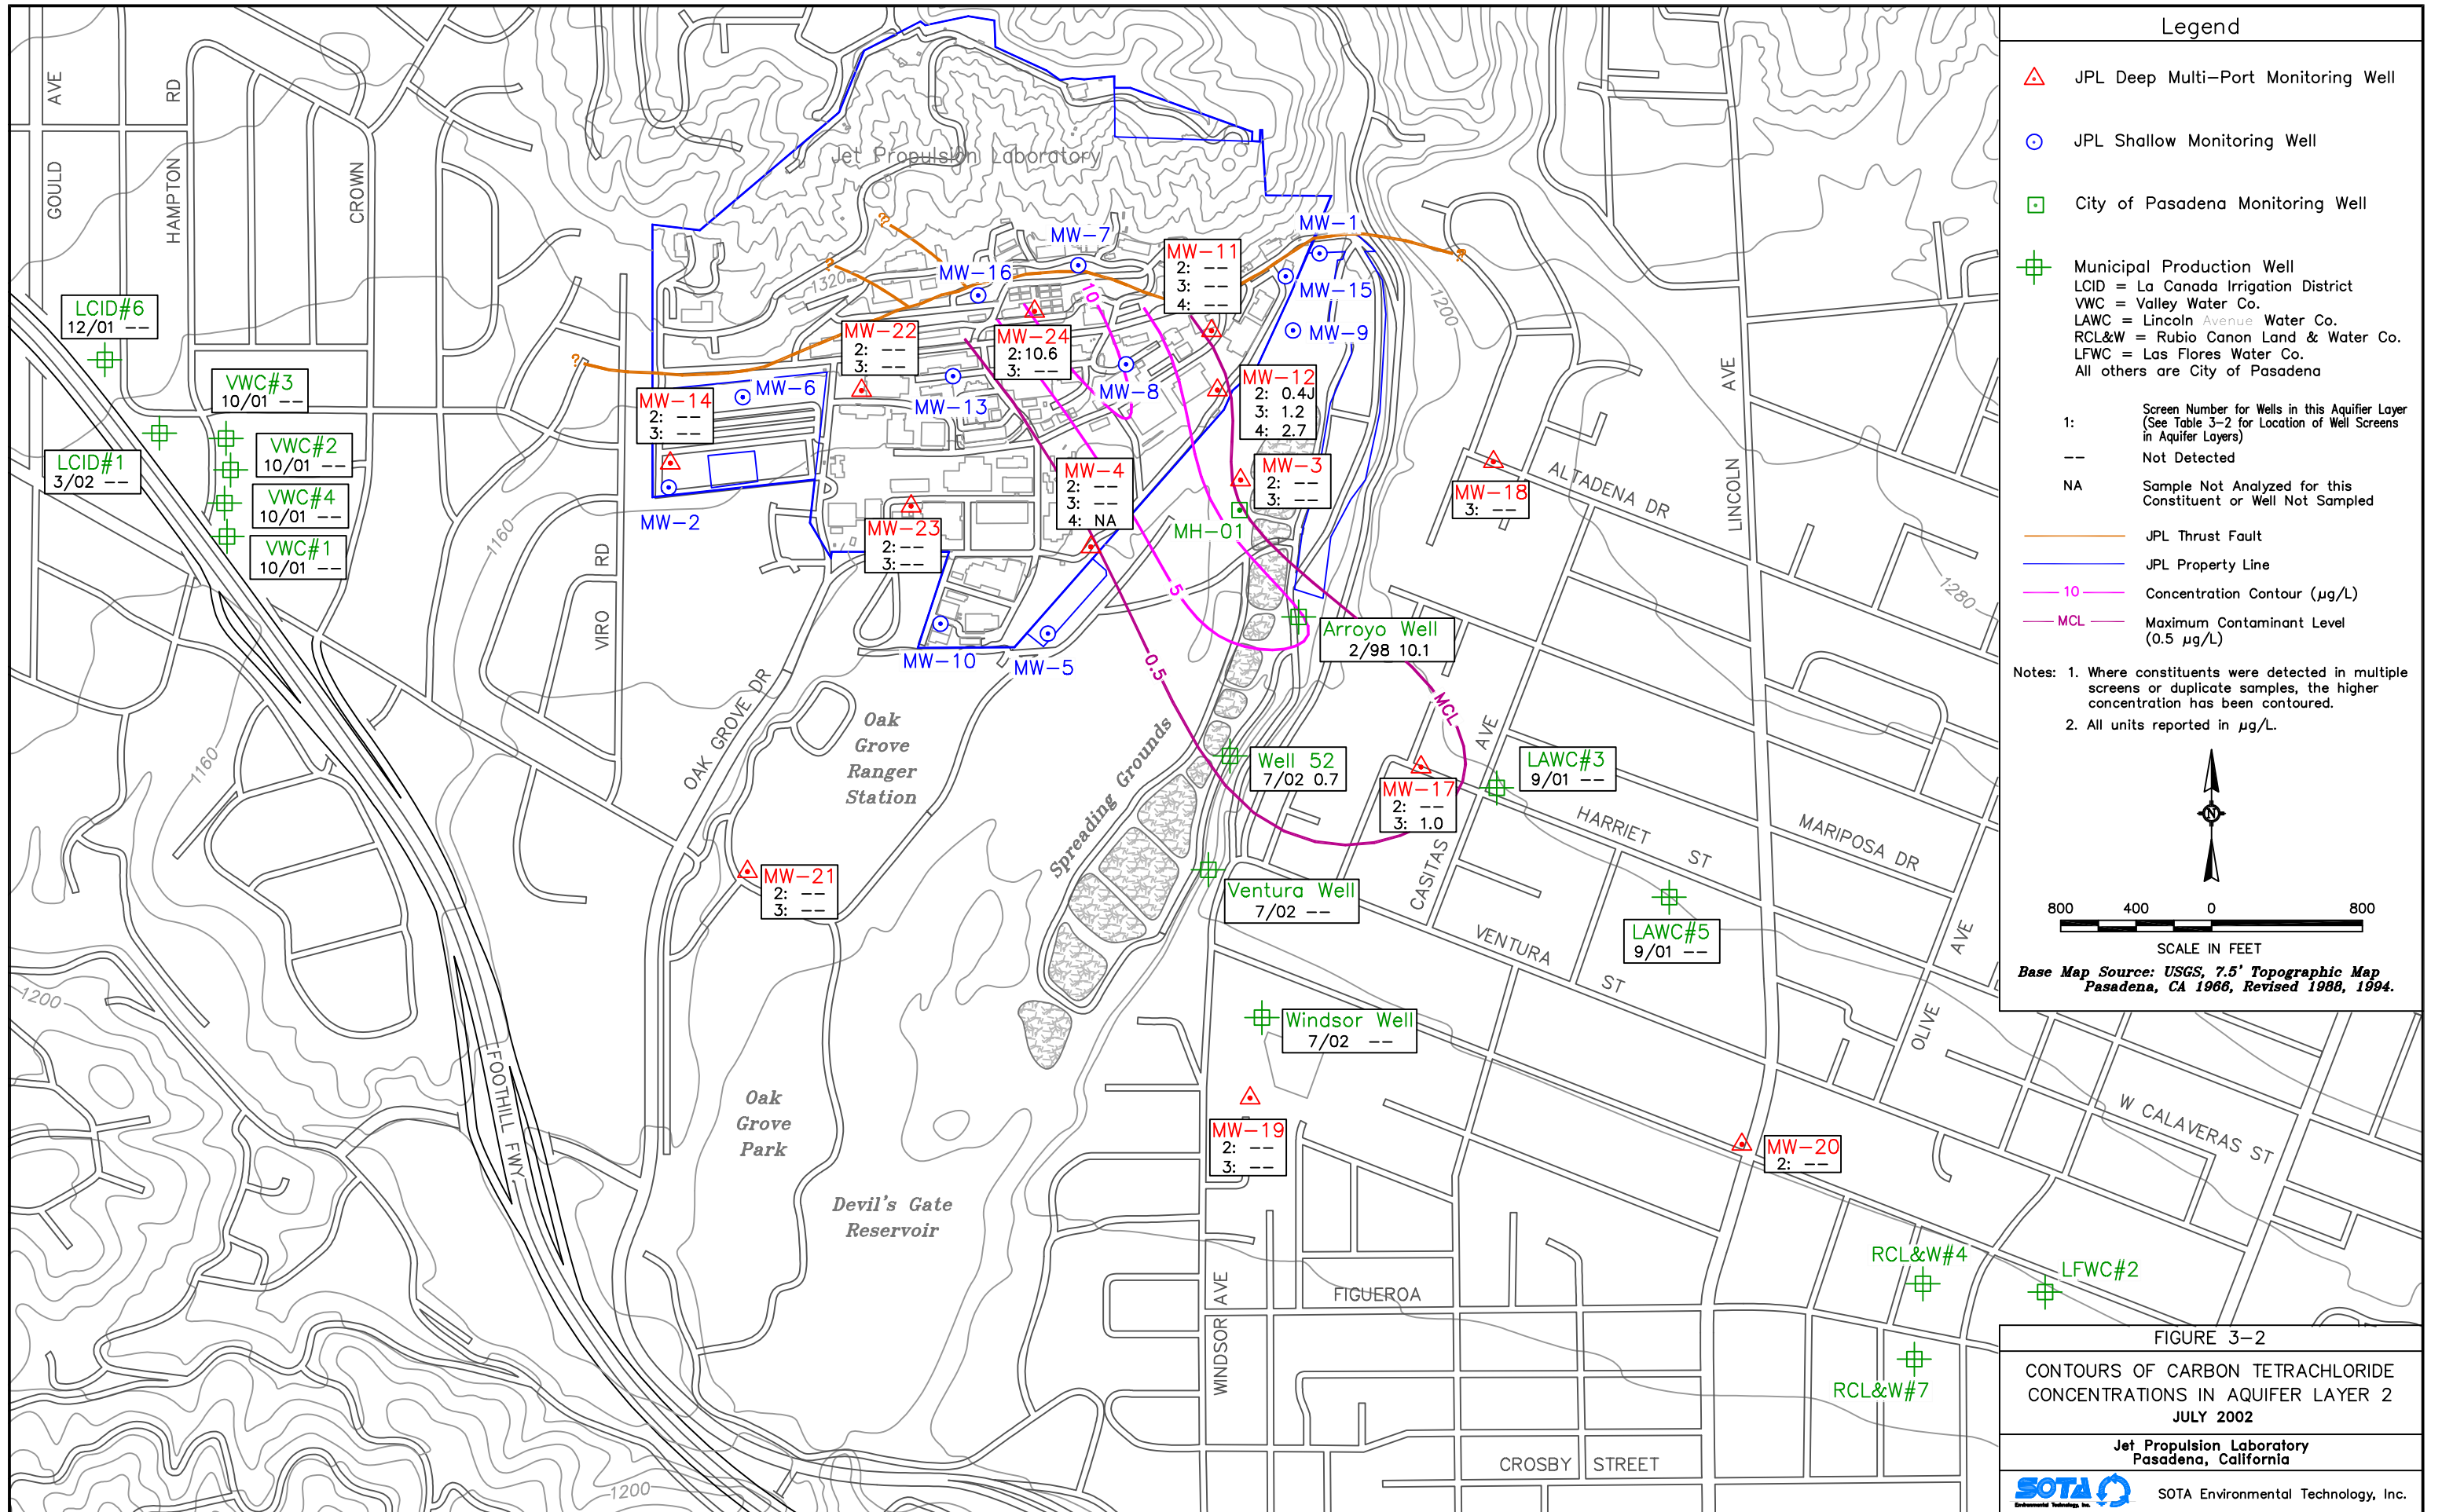 GOULD
AVE
HAMPTON
RD
CROWN
Jet Propulsion Laboratory
1320
?
?
?
?
10
MW-1
MW-7
MW-16
MW-15
MW-9
MW-11
2: --
3: --
4: --
LCID#6
12/01 --
VWC#3
10/01 --
VWC#2
10/01 --
LCID#1
3/02 --
VWC#4
10/01 --
VWC#1
10/01 --
MW-22
2: --
3: --
MW-24
2: 10.6
3: --
MW-14
2: --
3: --
MW-6
MW-13
MW-8
MW-12
2: 0.4J
3: 1.2
4: 2.7
MW-4
2: --
3: --
4: NA
MW-3
2: --
3: --
MH-01
MW-18
3: --
MW-2
MW-23
2: --
3: --
MW-10
MW-5
5
0.5
MCL
1160
1160
1200
1280
VIRO
RD
ALTADENA DR
LINCOLN
AVE
Arroyo Well
2/98 10.1
OAK GROVE DR
Oak
Grove
Ranger
Station
Spreading Grounds
Well 52
7/02 0.7
MW-17
2: --
3: 1.0
LAWC#3
9/01 --
CASITAS
AVE
HARRIET
ST
MARIPOSA DR
MW-21
2: --
3: --
Ventura Well
7/02 --
LAWC#5
9/01 --
VENTURA
ST
OLIVE
AVE
Windsor Well
7/02 --
1200
FOOTHILL FWY
Oak
Grove
Park
MW-19
2: --
3: --
MW-20
2: --
W CALAVERAS ST
Devil's Gate
Reservoir
RCL&W#4
LFWC#2
RCL&W#7
WINDSOR
AVE
FIGUEROA
CROSBY
STREET
1200
Legend
JPL Deep Multi-Port Monitoring Well
JPL Shallow Monitoring Well
City of Pasadena Monitoring Well
Municipal Production Well
LCID = La Canada Irrigation District
VWC = Valley Water Co.
LAWC = Lincoln Avenue Water Co.
RCL&W = Rubio Canon Land & Water Co.
LFWC = Las Flores Water Co.
All others are City of Pasadena
1:
Screen Number for Wells in this Aquifier Layer
(See Table 3-2 for Location of Well Screens
in Aquifer Layers)
--
Not Detected
NA
Sample Not Analyzed for this
Constituent or Well Not Sampled
JPL Thrust Fault
JPL Property Line
10
Concentration Contour (µg/L)
MCL
Maximum Contaminant Level
(0.5 µg/L)
Notes: 1. Where constituents were detected in multiple
screens or duplicate samples, the higher
concentration has been contoured.
2. All units reported in µg/L.
N
800 400 0 800
SCALE IN FEET
Base Map Source: USGS, 7.5' Topographic Map
Pasadena, CA 1966, Revised 1988, 1994.
FIGURE 3-2
CONTOURS OF CARBON TETRACHLORIDE
CONCENTRATIONS IN AQUIFER LAYER 2
JULY 2002
Jet Propulsion Laboratory
Pasadena, California
SOTA
Environmental Technology, Inc.
SOTA Environmental Technology, Inc.